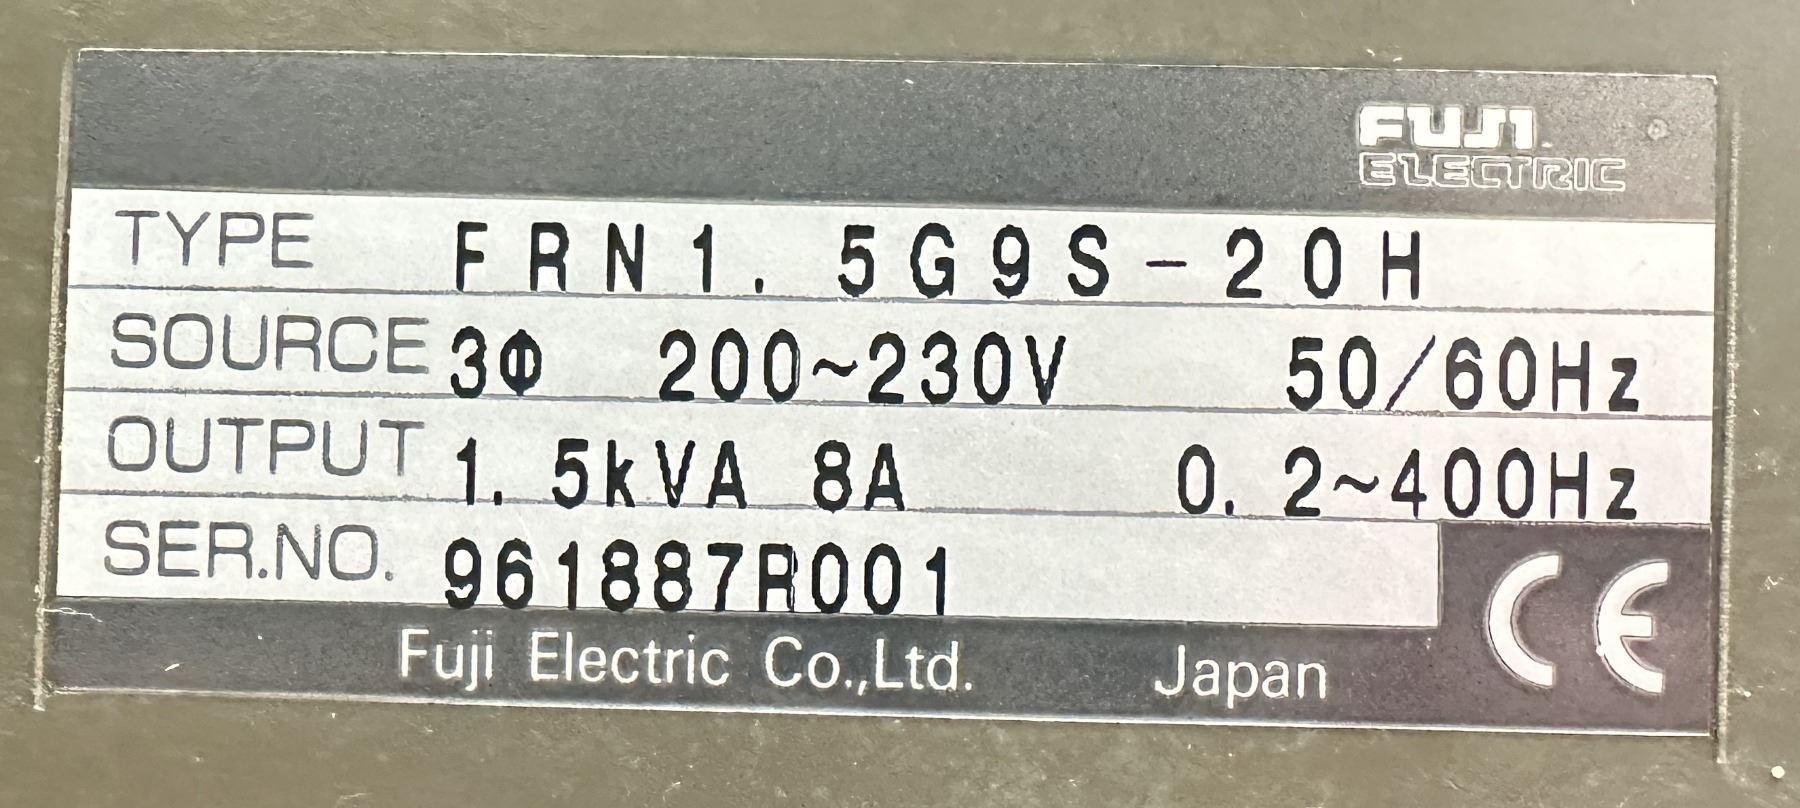 FUJI
ELECTRIC
TYPE FRN1.5G9S-20H
SOURCE 3Φ 200~230V 50/60Hz
OUTPUT 1.5kVA 8A 0.2~400Hz
SER.NO. 961887R001
CE
Fuji Electric Co.,Ltd. Japan